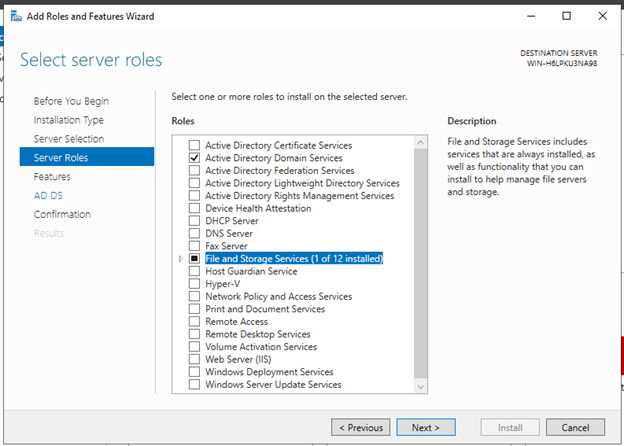 Add Roles and Features Wizard
Select server roles
DESTINATION SERVER
WIN-H6LPKU3NA98
Before You Begin
Installation Type
Server Selection
Server Roles
Features
AD DS
Confirmation
Results
Select one or more roles to install on the selected server.
Roles
Active Directory Certificate Services
Active Directory Domain Services
Active Directory Federation Services
Active Directory Lightweight Directory Services
Active Directory Rights Management Services
Device Health Attestation
DHCP Server
DNS Server
Fax Server
File and Storage Services (1 of 12 installed)
Host Guardian Service
Hyper-V
Network Policy and Access Services
Print and Document Services
Remote Access
Remote Desktop Services
Volume Activation Services
Web Server (IIS)
Windows Deployment Services
Windows Server Update Services
Description
File and Storage Services includes
services that are always installed, as
well as functionality that you can
install to help manage file servers
and storage.
< Previous
Next >
Install
Cancel